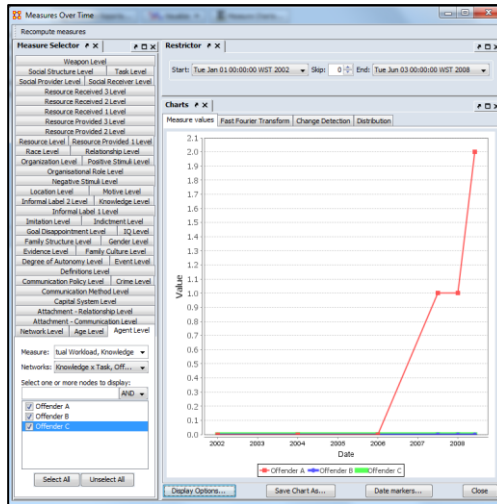 Measures Over Time
Recompute measures
Measure Selector
Weapon Level
Social Structure Level Task Level
Social Provider Level Social Receiver Level
Resource Received 3 Level
Resource Received 2 Level
Resource Received 1 Level
Resource Provided 3 Level
Resource Provided 2 Level
Resource Level Resource Provided 1 Level
Race Level Relationship Level
Organization Level Positive Stimuli Level
Organisational Role Level
Negative Stimuli Level
Location Level Motive Level
Informal Label 2 Level Knowledge Level
Informal Label 1 Level
Imitation Level Indictment Level
Goal Disappointment Level IQ Level
Family Structure Level Gender Level
Evidence Level Family Culture Level
Degree of Autonomy Level Event Level
Definitions Level
Communication Policy Level Crime Level
Communication Method Level
Capital System Level
Attachment - Relationship Level
Attachment - Communication Level
Network Level Age Level Agent Level
Measure: tual Workload, Knowledge
Networks: Knowledge x Task, Off...
Select one or more nodes to display:
AND
Offender A
Offender B
Offender C
Select All Unselect All
Restrictor
Start: Tue Jan 01 00:00:00 WST 2002 Skip: 0 End: Tue Jun 03 00:00:00 WST 2008
Charts
Measure values Fast Fourier Transform Change Detection Distribution
2.1
2.0
1.9
1.8
1.7
1.6
1.5
1.4
1.3
1.2
1.1
1.0
0.9
0.8
0.7
0.6
0.5
0.4
0.3
0.2
0.1
0.0
Value
2002 2003 2004 2005 2006 2007 2008
Date
Offender A Offender B Offender C
Display Options... Save Chart As... Date markers... Close